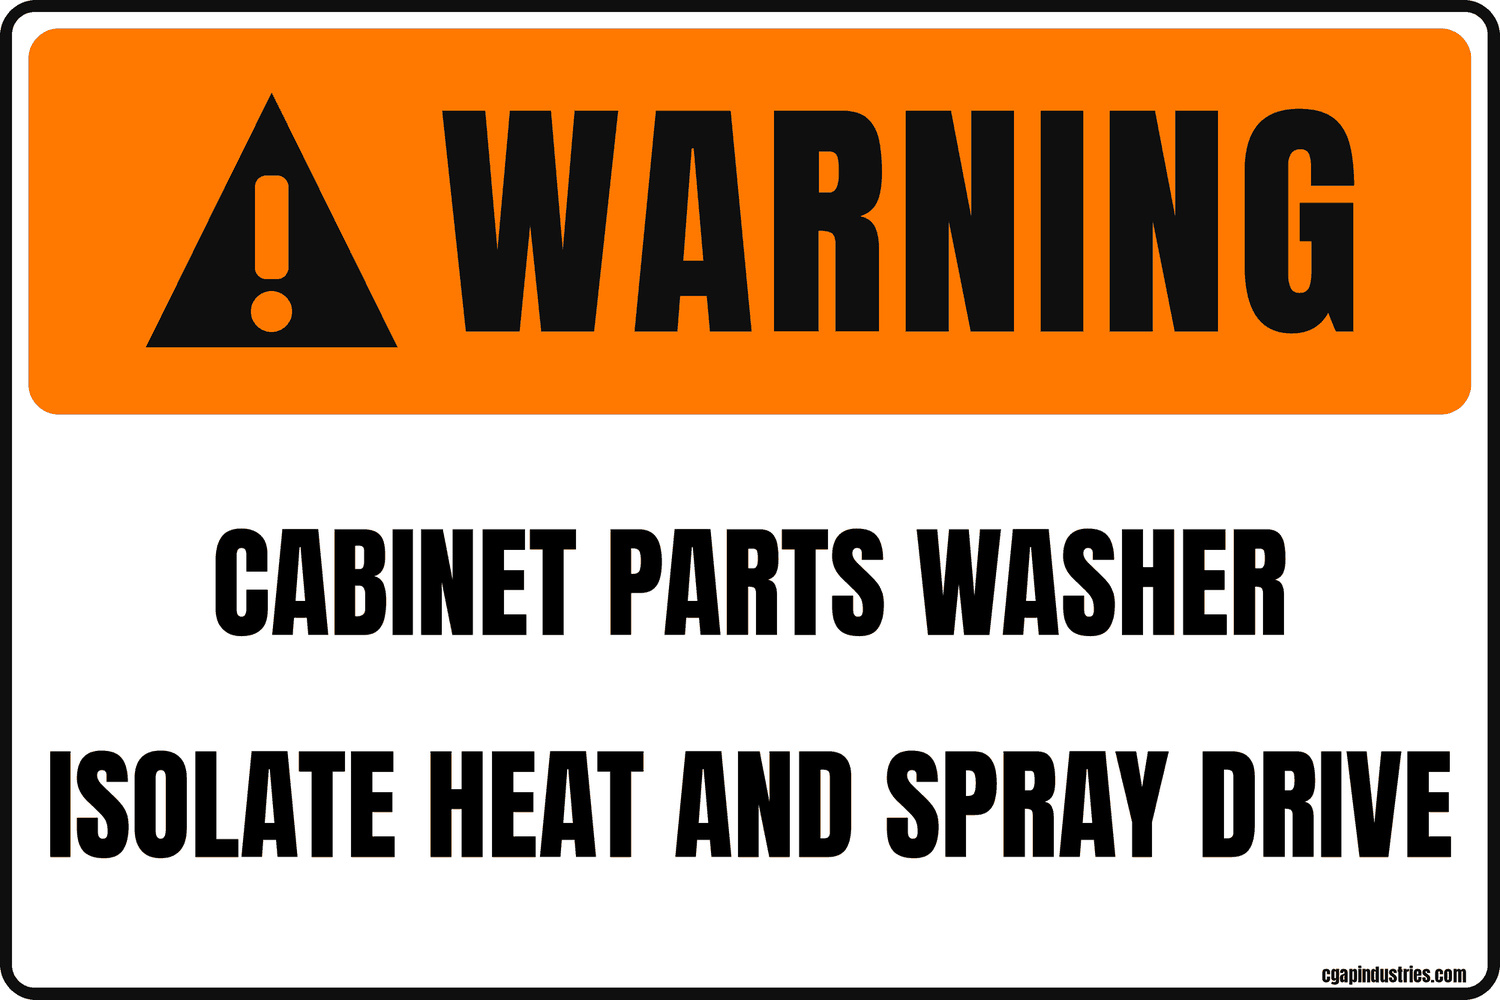 WARNING
CABINET PARTS WASHER
ISOLATE HEAT AND SPRAY DRIVE
cgapindustries.com